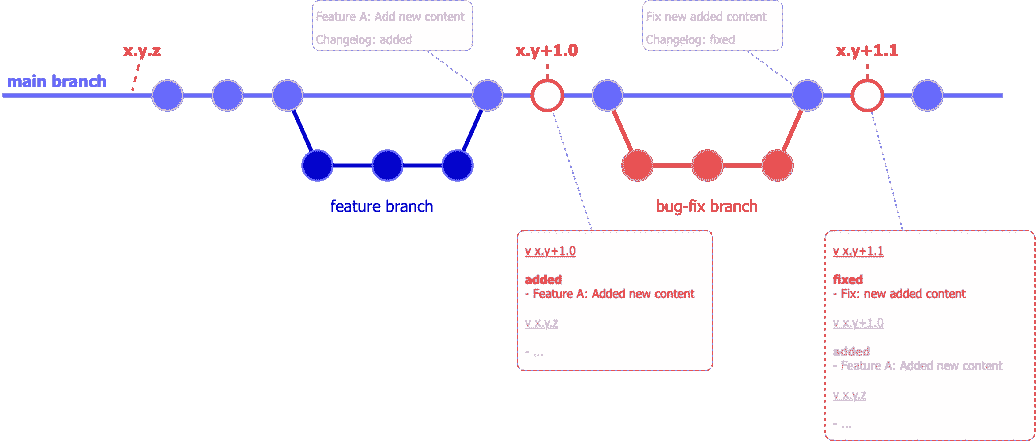 Feature A: Add new content
Changelog: added
Fix new added content
Changelog: fixed
x.y.z
x.y+1.0
x.y+1.1
main branch
feature branch
bug-fix branch
v x.y+1.0
added
- Feature A: Added new content
v x.y.z
- ...
v x.y+1.1
fixed
- Fix: new added content
v x.y+1.0
added
- Feature A: Added new content
v x.y.z
- ...